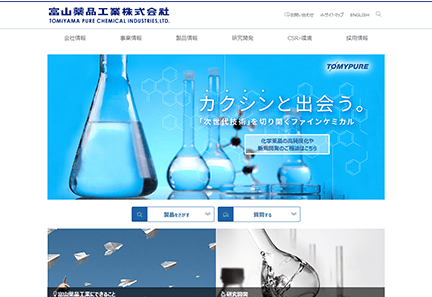 富山薬品工業株式会社
TOMIYAMA PURE CHEMICAL INDUSTRIES,LTD.
お問い合わせ サイトマップ ENGLISH
会社情報 事業情報 製品情報 研究開発 CSR・環境 採用情報
TOMYPURE
カクシンと出会う。
「次世代技術」を切り開くファインケミカル
化学薬品の高純度化や
新規開発のご相談はこちら
製品をさがす 質問する
富山薬品工業にできること 研究開発